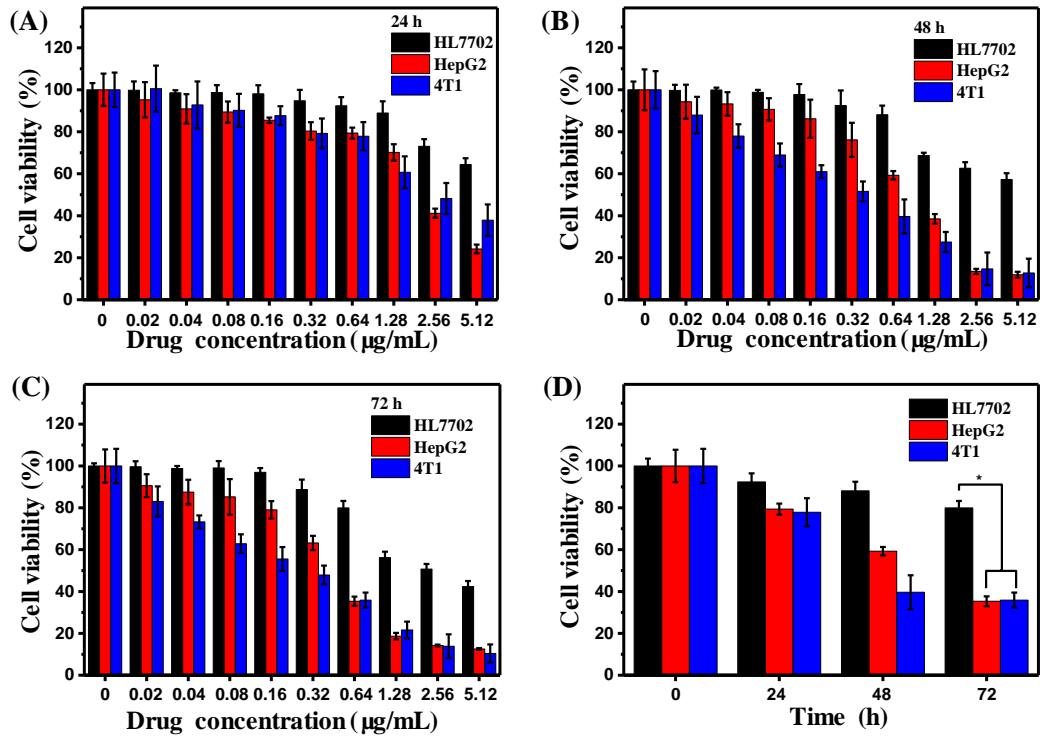 (A)
24 h
HL7702
HepG2
4T1
Cell viability (%)
120
100
80
60
40
20
0
0 0.02 0.04 0.08 0.16 0.32 0.64 1.28 2.56 5.12
Drug concentration (μg/mL)
(B)
48 h
HL7702
HepG2
4T1
Cell viability (%)
120
100
80
60
40
20
0
0 0.02 0.04 0.08 0.16 0.32 0.64 1.28 2.56 5.12
Drug concentration (μg/mL)
(C)
72 h
HL7702
HepG2
4T1
Cell viability (%)
120
100
80
60
40
20
0
0 0.02 0.04 0.08 0.16 0.32 0.64 1.28 2.56 5.12
Drug concentration (μg/mL)
(D)
HL7702
HepG2
4T1
*
Cell viability (%)
120
100
80
60
40
20
0
0 24 48 72
Time (h)